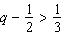 q - 1/2 > 1/3